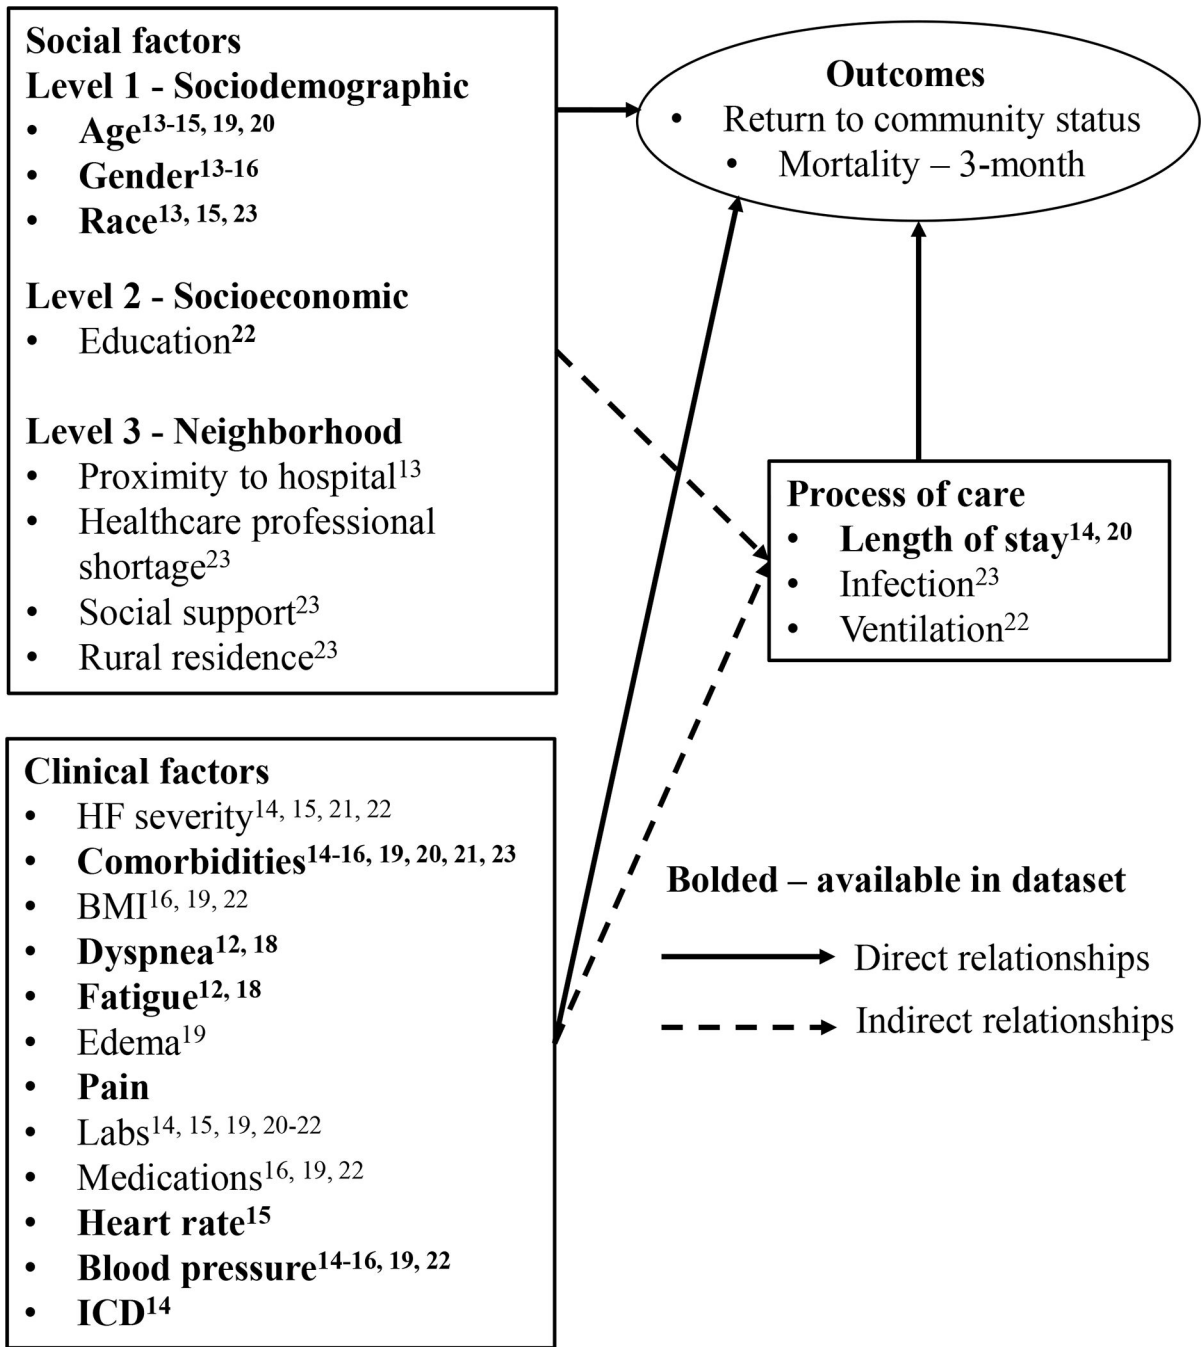 Social factors
Level 1 - Sociodemographic
• Age13-15, 19, 20
• Gender13-16
• Race13, 15, 23
Level 2 - Socioeconomic
• Education22
Level 3 - Neighborhood
• Proximity to hospital13
• Healthcare professional
shortage23
• Social support23
• Rural residence23
Outcomes
• Return to community status
• Mortality – 3-month
Process of care
• Length of stay14, 20
• Infection23
• Ventilation22
Clinical factors
• HF severity14, 15, 21, 22
• Comorbidities14-16, 19, 20, 21, 23
• BMI16, 19, 22
• Dyspnea12, 18
• Fatigue12, 18
• Edema19
• Pain
• Labs14, 15, 19, 20-22
• Medications16, 19, 22
• Heart rate15
• Blood pressure14-16, 19, 22
• ICD14
Bolded – available in dataset
Direct relationships
Indirect relationships